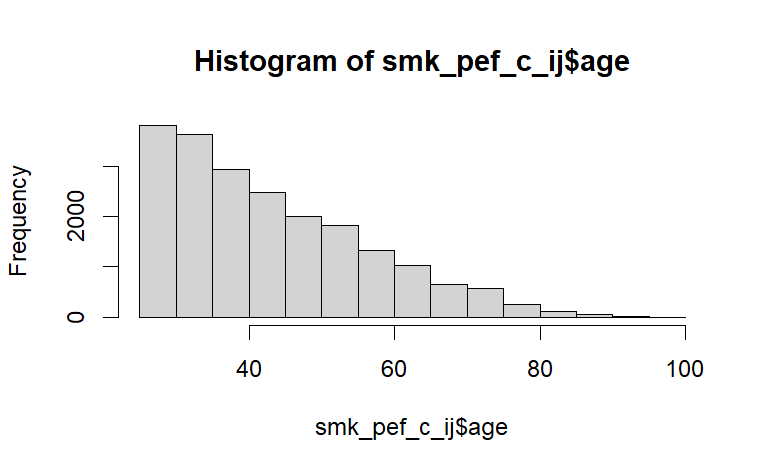 Histogram of smk_pef_c_ij$age
Frequency
2000
0
40 60 80 100
smk_pef_c_ij$age